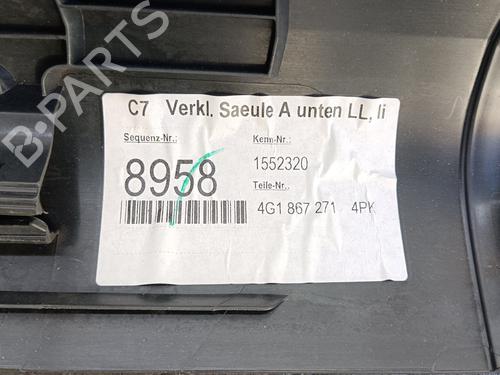 C7 Verkl. Saeule A unten LL, li
Sequenz-Nr.:
Kenn-Nr.:
8958
1552320
Teile-Nr.
4G1 867 271 4PK
B-PARTS